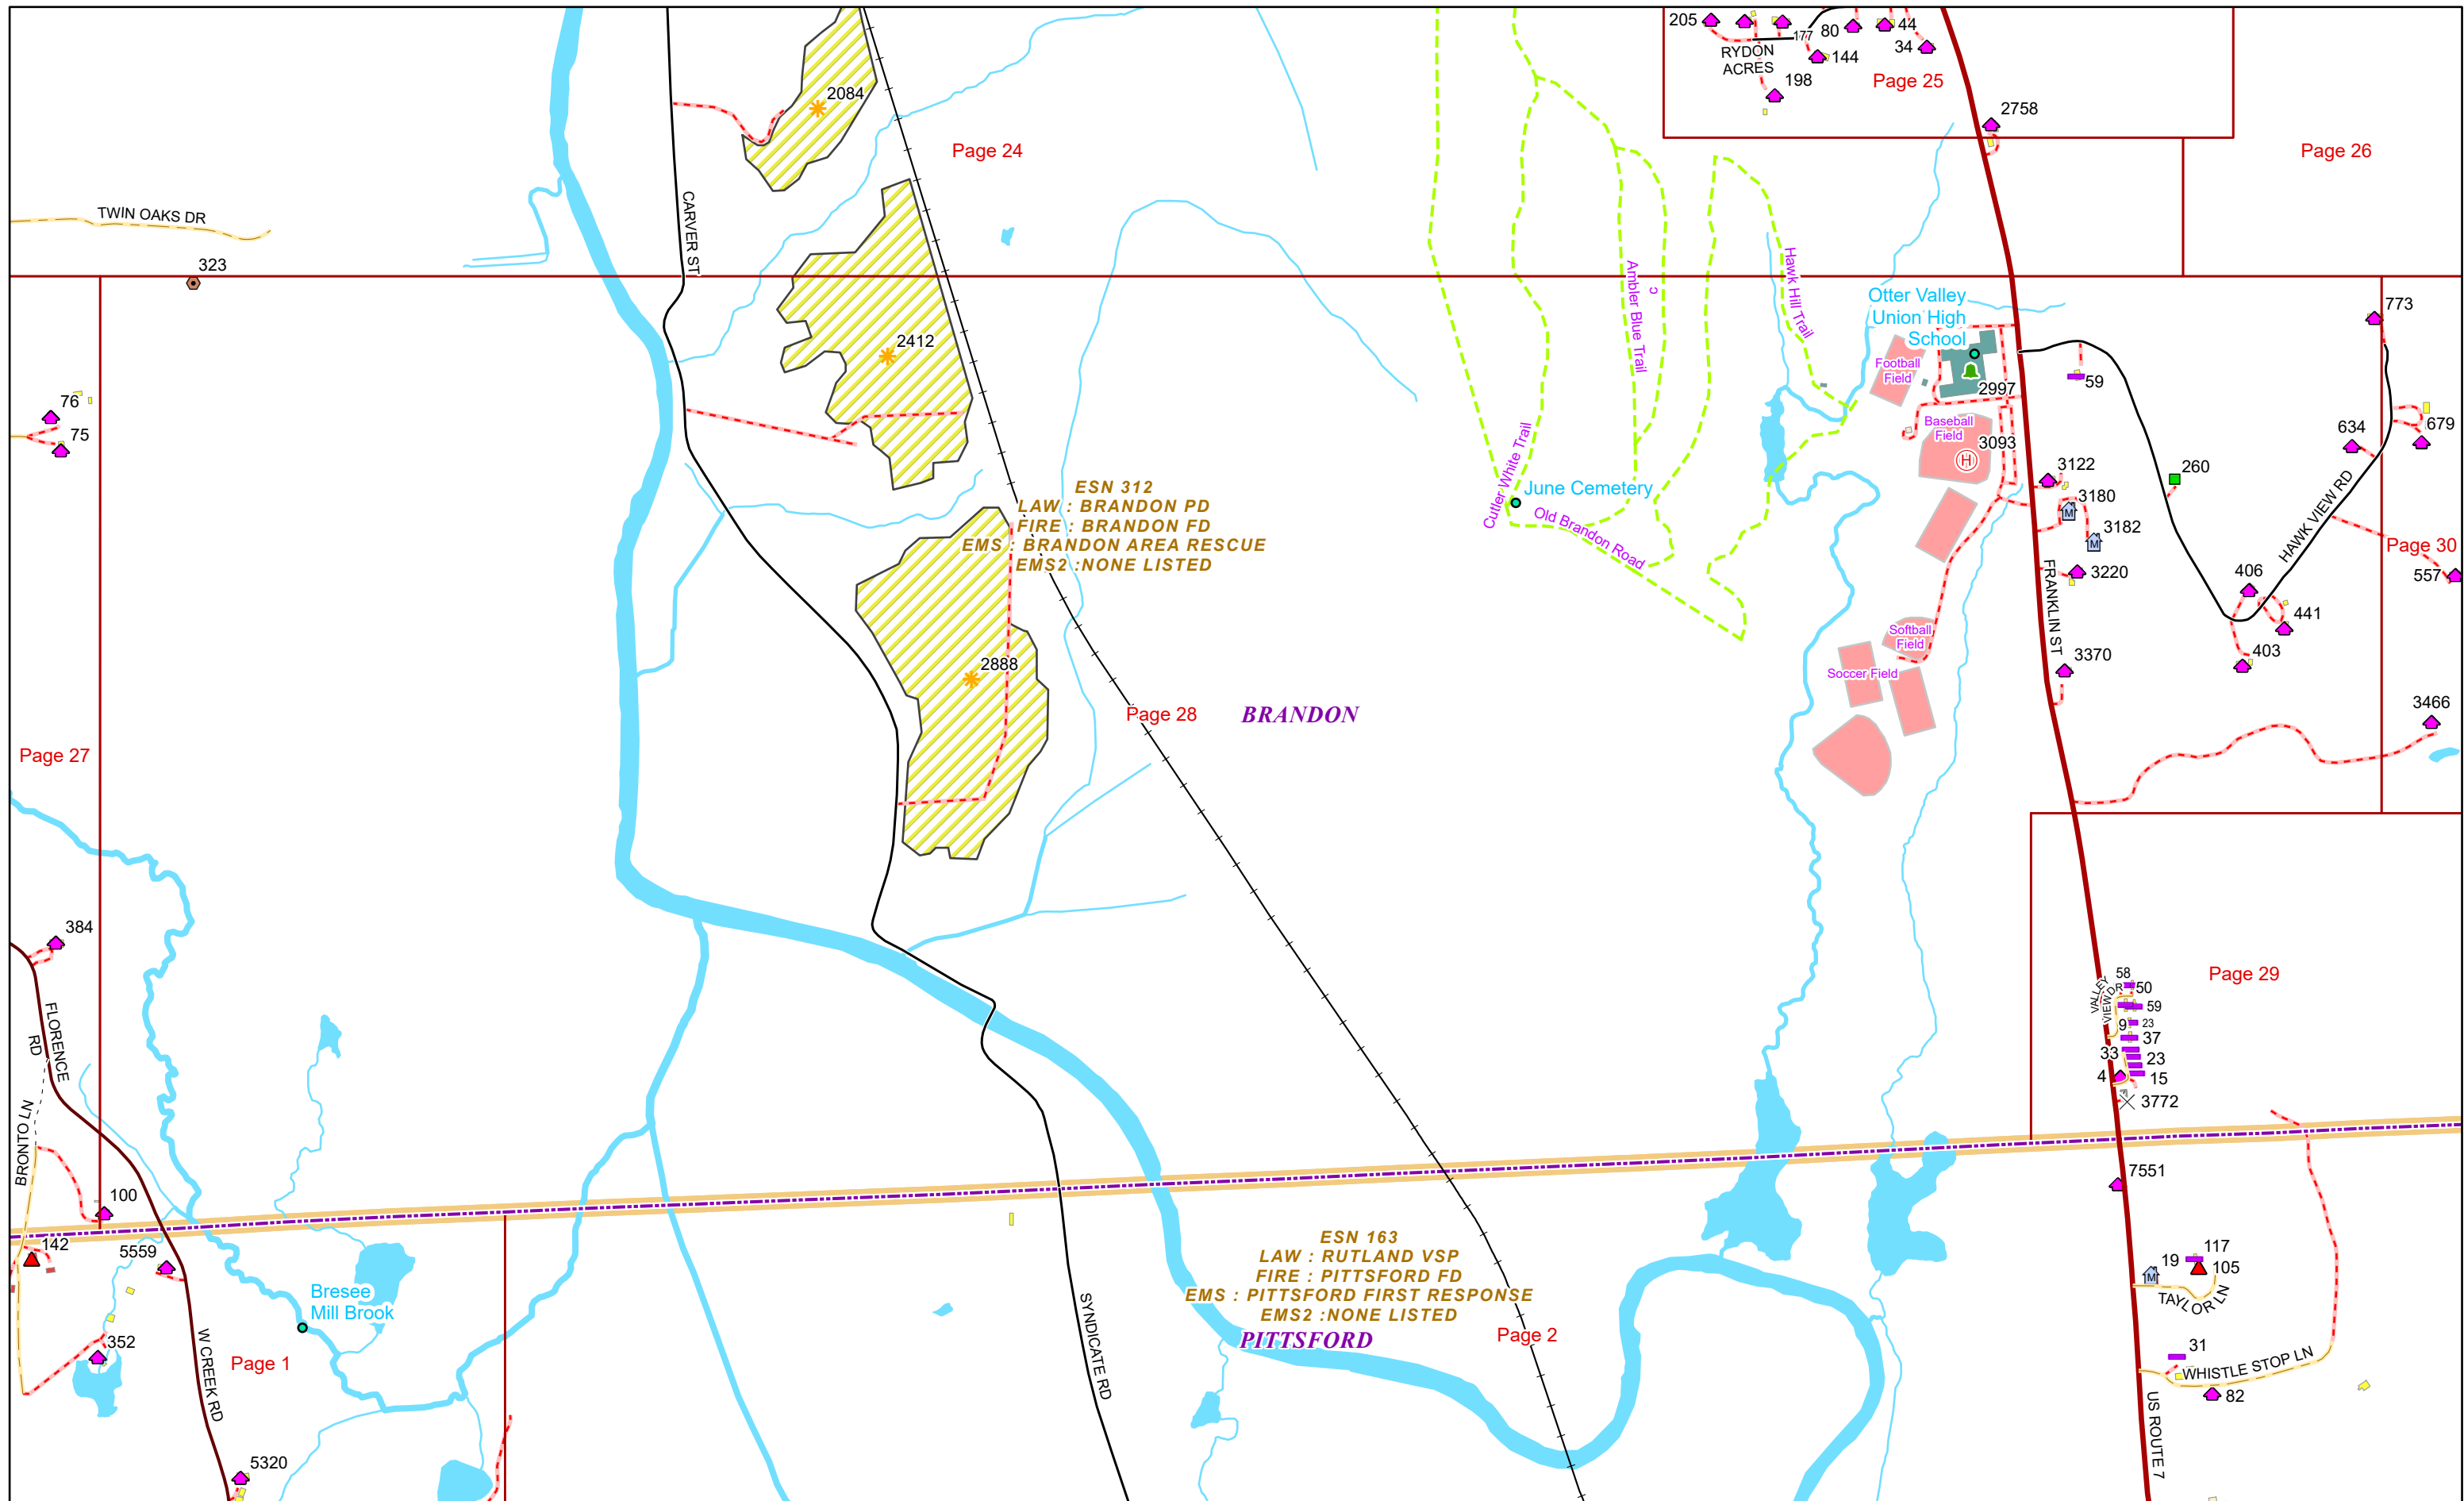 205
177
80
44
34
RYDON
ACRES
144
198
Page 25
2758
2084
Page 24
Page 26
TWIN OAKS DR
CARVER ST
323
2412
Ambler Blue Trail
c
Hawk Hill Trail
Otter Valley
Union High
School
Football
Field
2997
59
773
76
75
Baseball
Field
3093
H
634
679
Cutler White Trail
June Cemetery
Old Brandon Road
3122
260
3180
M
3182
M
HAWK VIEW RD
ESN 312
LAW : BRANDON PD
FIRE : BRANDON FD
EMS : BRANDON AREA RESCUE
EMS2 :NONE LISTED
Page 30
557
3220
FRANKLIN ST
406
441
403
Softball
Field
Soccer Field
3370
2888
Page 28
BRANDON
3466
Page 27
384
FLORENCE
RD
58
50
VALLEY
VIEW DR
59
9
23
37
33
23
4
15
3772
Page 29
BRONTO LN
100
7551
142
5559
ESN 163
LAW : RUTLAND VSP
FIRE : PITTSFORD FD
EMS : PITTSFORD FIRST RESPONSE
EMS2 :NONE LISTED
PITTSFORD
Page 2
117
19
M
105
TAYLOR LN
Bresee
Mill Brook
352
Page 1
W CREEK RD
SYNDICATE RD
31
WHISTLE STOP LN
82
US ROUTE 7
5320